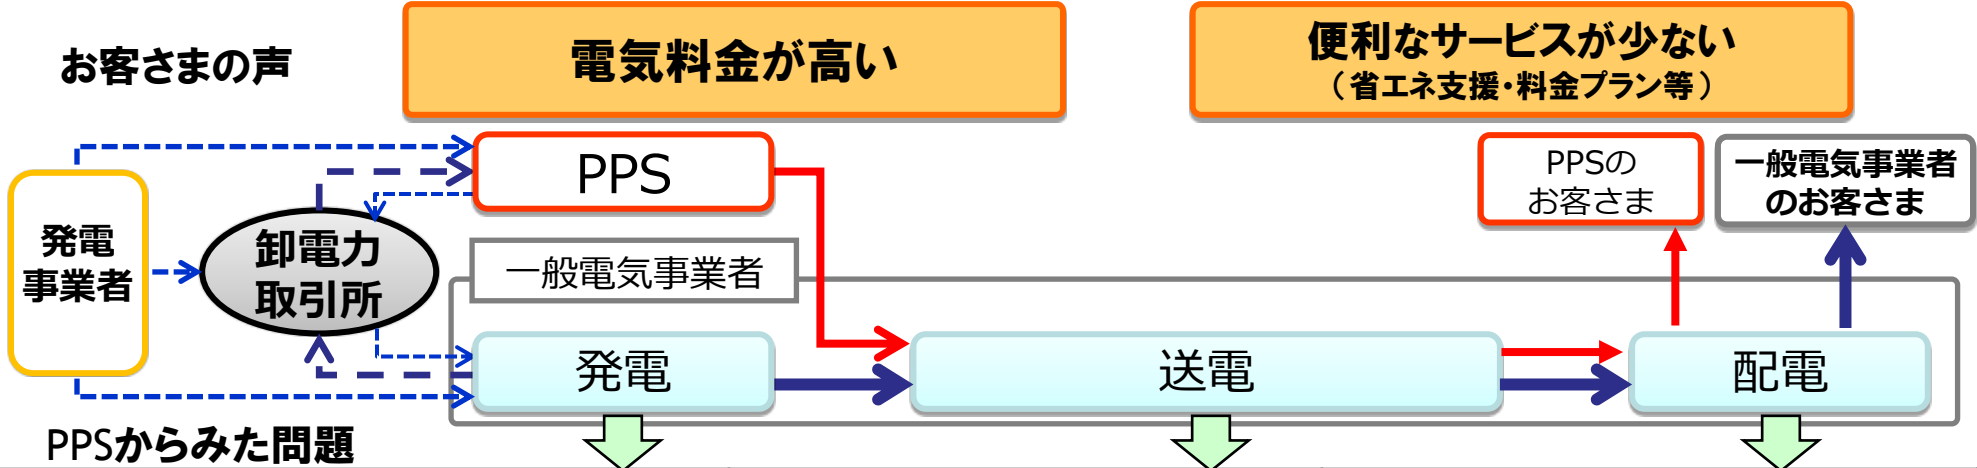 お客さまの声
電気料金が高い
便利なサービスが少ない
（省エネ支援・料金プラン等）
PPS
PPSの
お客さま
一般電気事業者
のお客さま
発電
事業者
卸電力
取引所
一般電気事業者
発電
送電
配電
PPSからみた問題